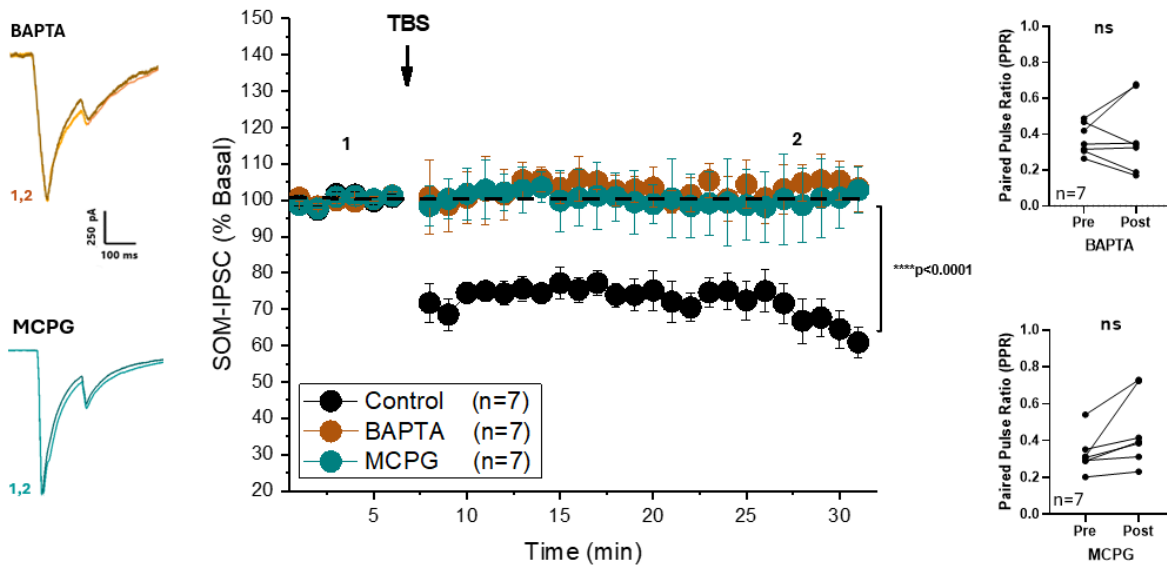 BAPTA
1,2
250 pA
100 ms
MCPG
1,2
TBS
1
2
SOM-IPSC (% Basal)
150
140
130
120
110
100
90
80
70
60
50
40
30
20
****p<0.0001
Control (n=7)
BAPTA (n=7)
MCPG (n=7)
5
10
15
20
25
30
Time (min)
ns
Paired Pulse Ratio (PPR)
1.0
0.8
0.6
0.4
0.2
0.0
n=7
Pre
Post
BAPTA
ns
Paired Pulse Ratio (PPR)
1.0
0.8
0.6
0.4
0.2
0.0
n=7
Pre
Post
MCPG